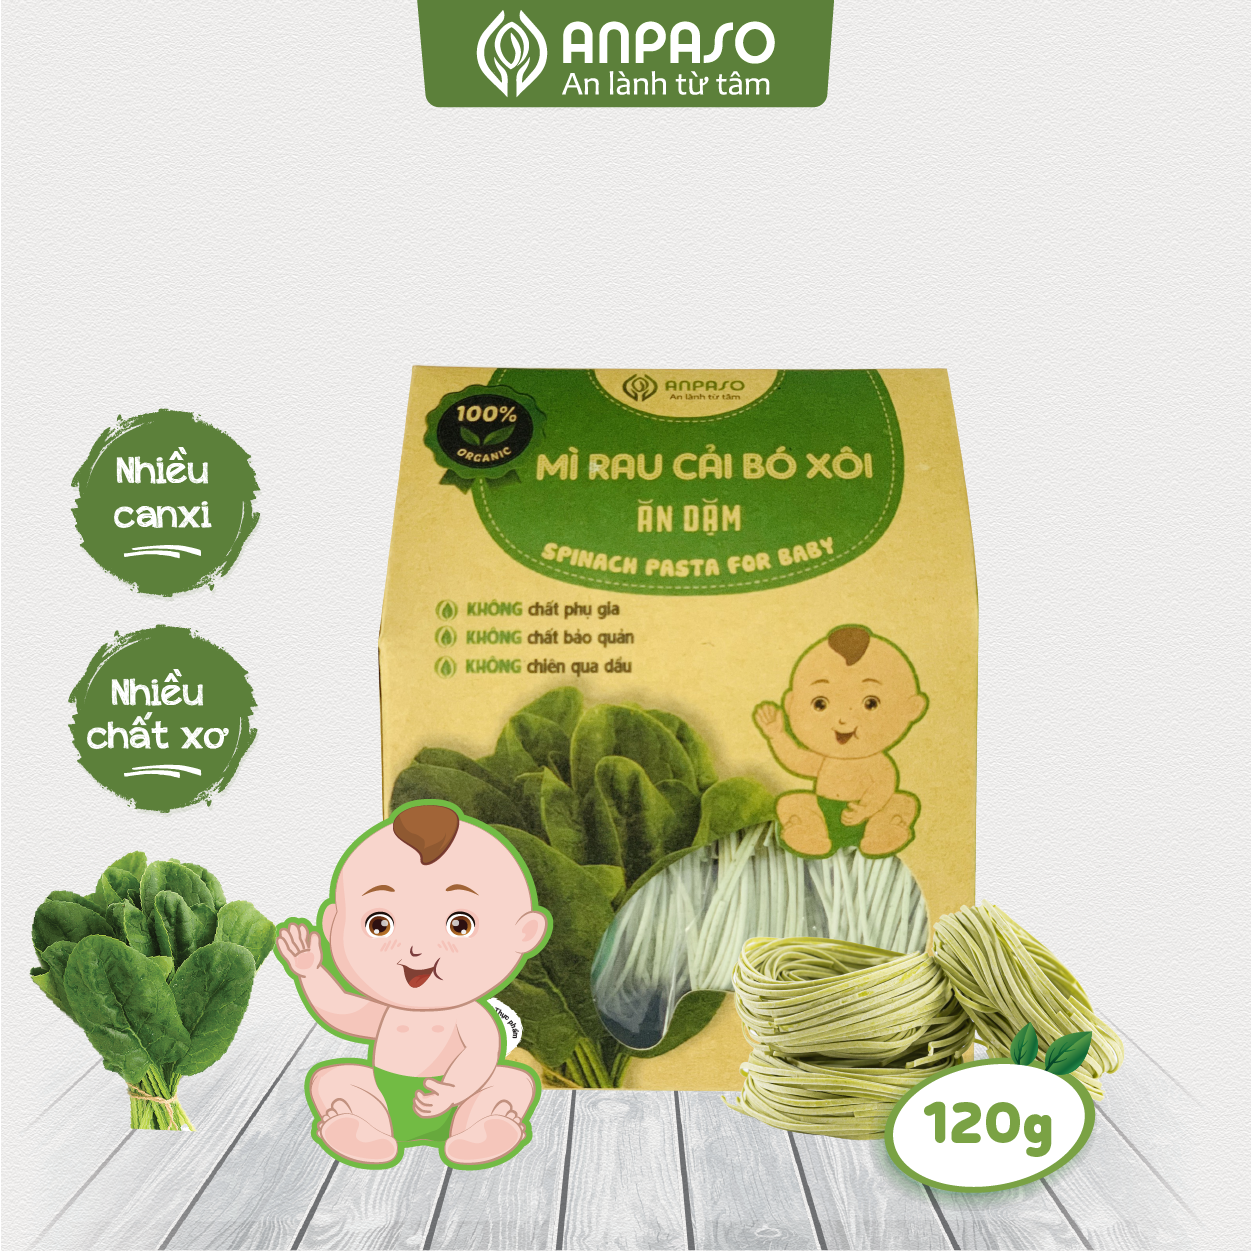 ANPASO
An lành từ tâm
ANPASO
An lành từ tâm
100%
ORGANIC
MÌ RAU CẢI BÓ XÔI
ĂN DẶM
SPINACH PASTA FOR BABY
KHÔNG chất phụ gia
KHÔNG chất bảo quản
KHÔNG chiên qua dầu
Nhiều
canxi
Nhiều
chất xơ
Thực phẩm
120g